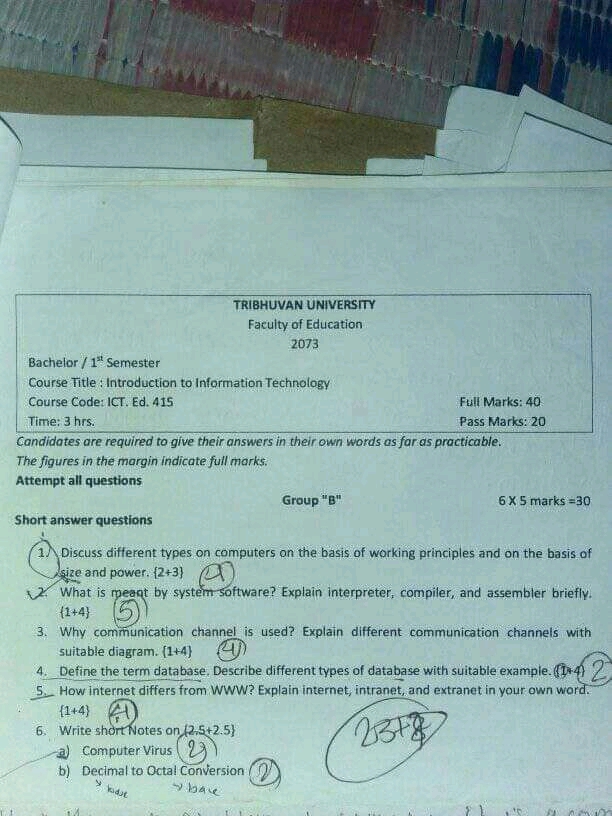 TRIBHUVAN UNIVERSITY
Faculty of Education
2073
Bachelor / 1st Semester
Course Title : Introduction to Information Technology
Course Code: ICT. Ed. 415 Full Marks: 40
Time: 3 hrs. Pass Marks: 20
Candidates are required to give their answers in their own words as far as practicable.
The figures in the margin indicate full marks.
Attempt all questions
Group "B" 6 X 5 marks =30
Short answer questions
1. Discuss different types on computers on the basis of working principles and on the basis of
size and power. {2+3} 4
2. What is meant by system software? Explain interpreter, compiler, and assembler briefly.
{1+4} 5
3. Why communication channel is used? Explain different communication channels with
suitable diagram. {1+4} 4
4. Define the term database. Describe different types of database with suitable example. {1+4} 2
5. How internet differs from WWW? Explain internet, intranet, and extranet in your own word.
{1+4} 4
6. Write short Notes on {2.5+2.5}
a) Computer Virus 2
b) Decimal to Octal Conversion 2
base base